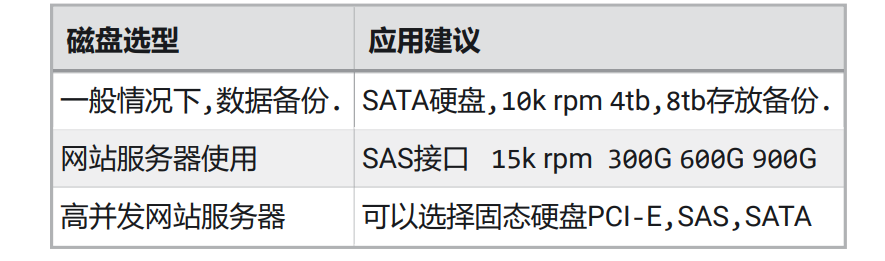 磁盘选型 应用建议
一般情况下,数据备份. SATA硬盘,10k rpm 4tb,8tb存放备份.
网站服务器使用 SAS接口 15k rpm 300G 600G 900G
高并发网站服务器 可以选择固态硬盘PCI-E,SAS,SATA